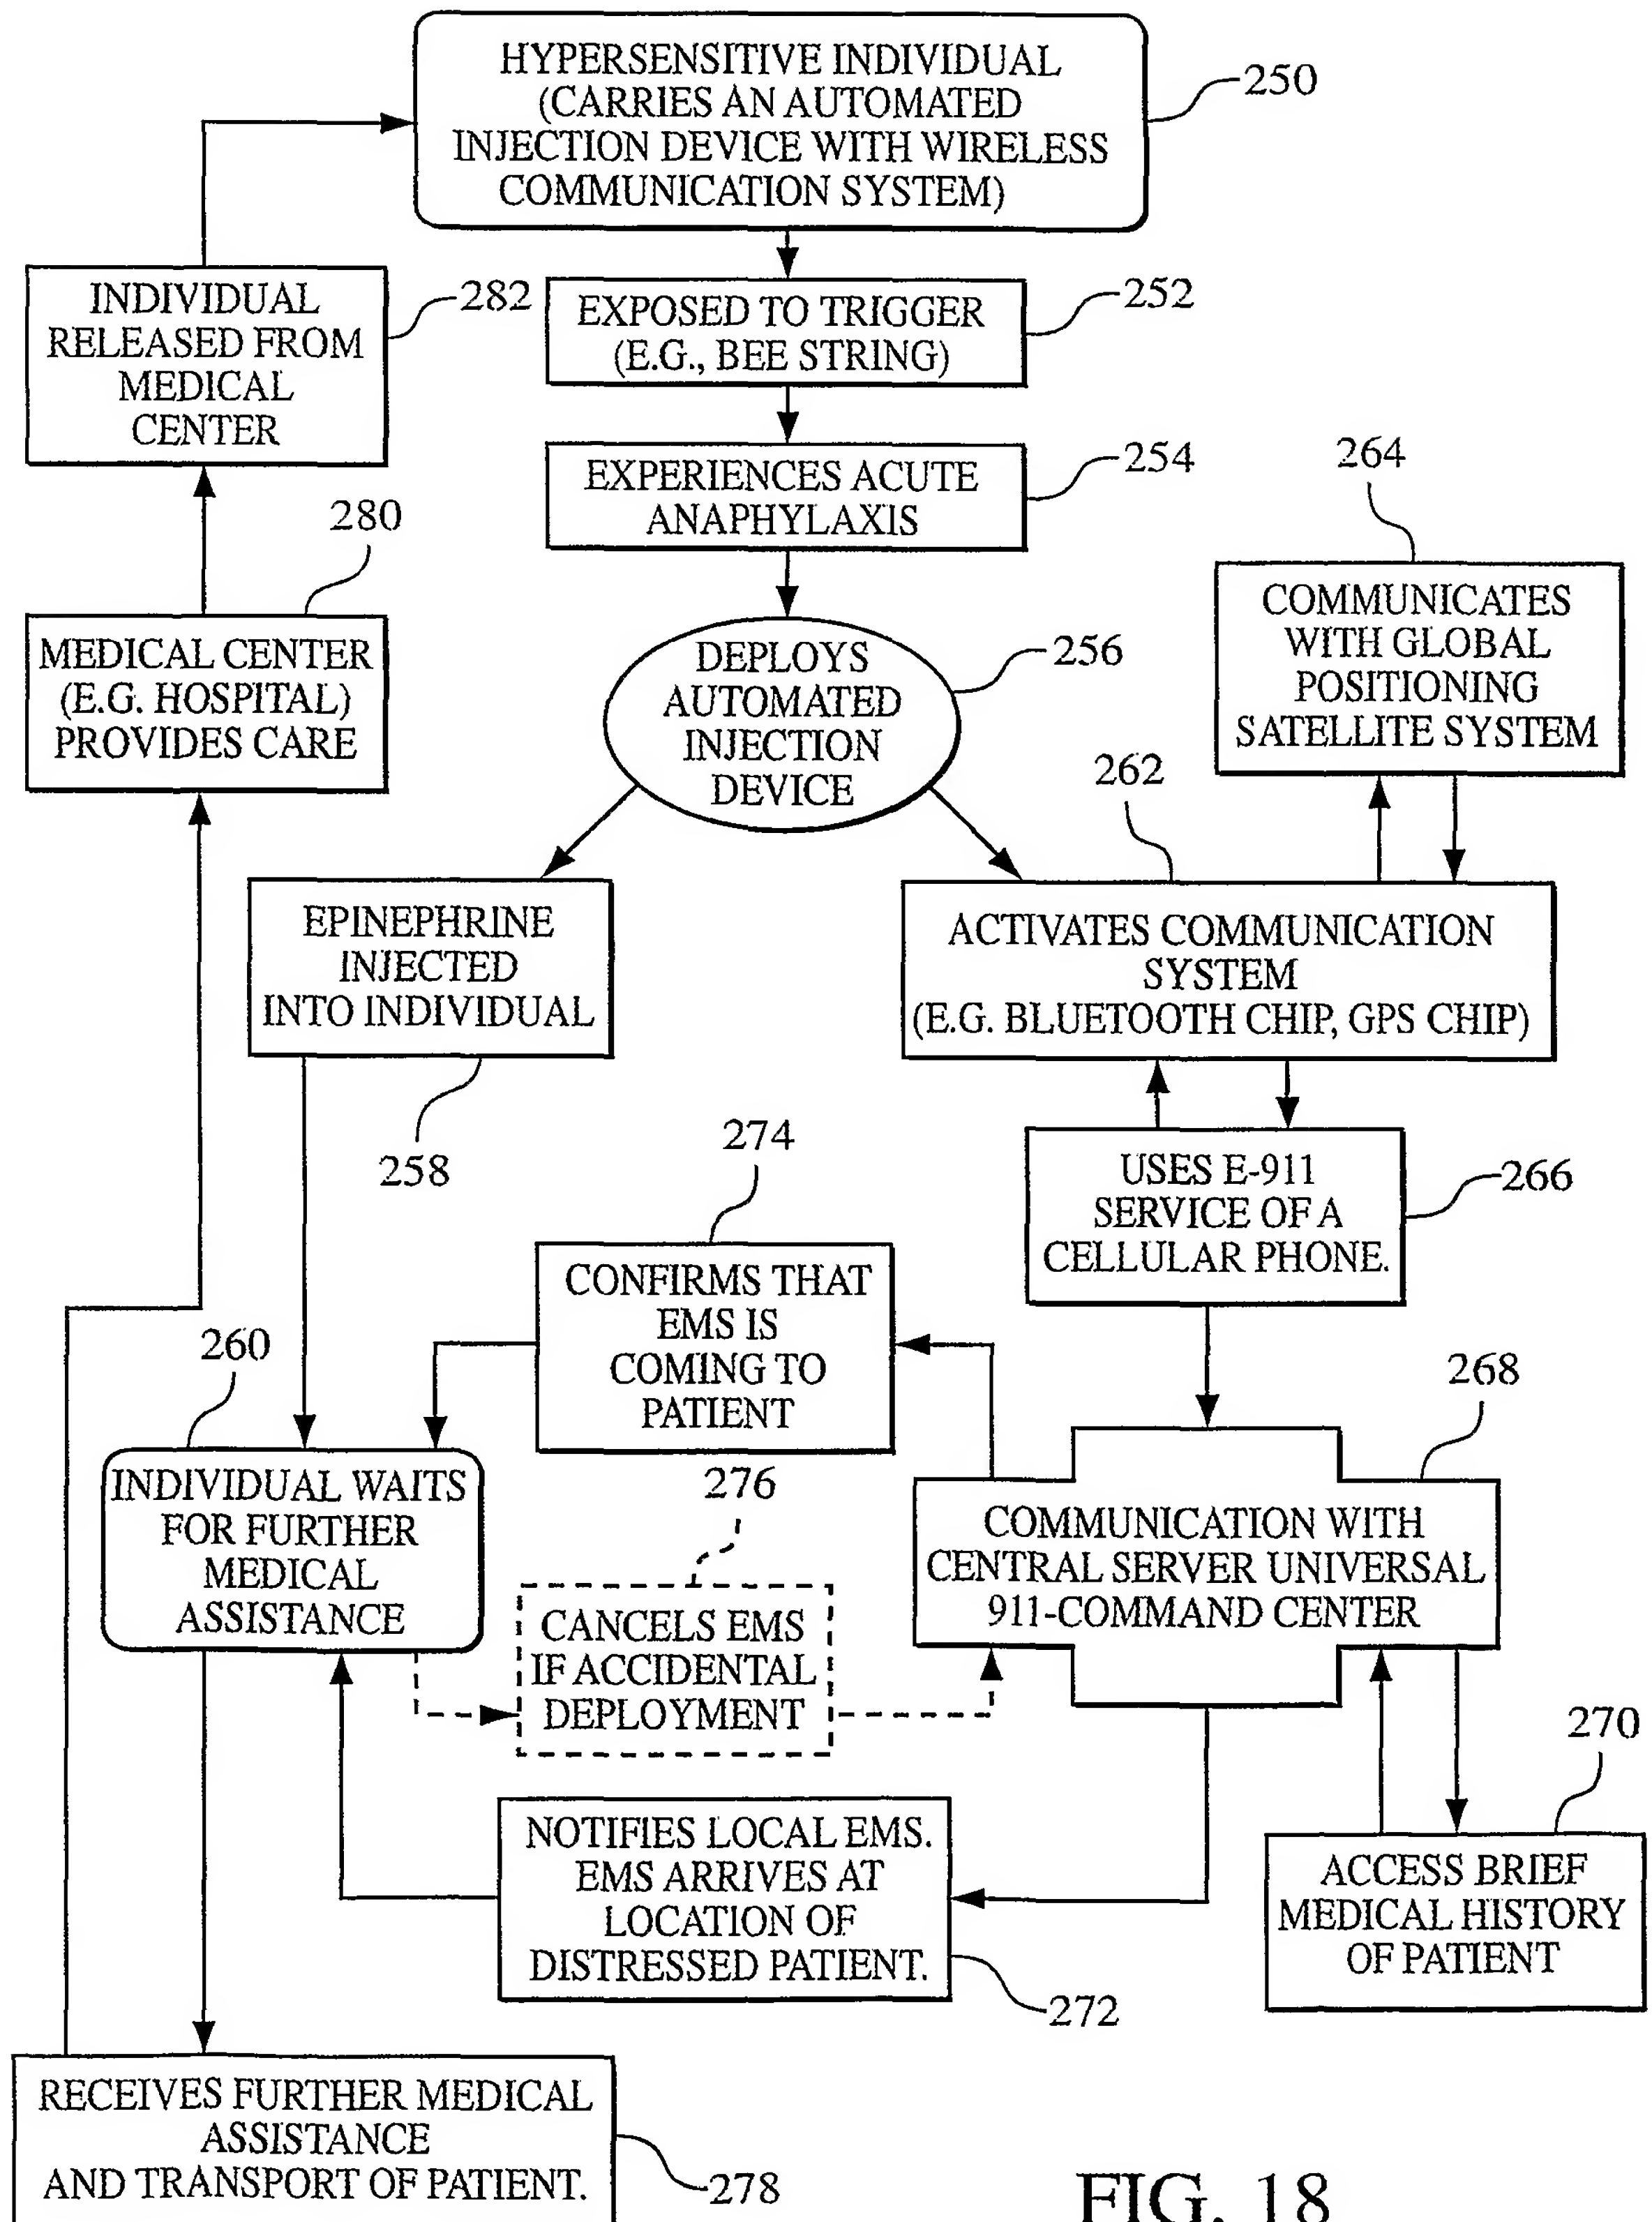 HYPERSENSITIVE INDIVIDUAL
(CARRIES AN AUTOMATED
INJECTION DEVICE WITH WIRELESS
COMMUNICATION SYSTEM)
250
EXPOSED TO TRIGGER
(E.G., BEE STRING)
252
EXPERIENCES ACUTE
ANAPHYLAXIS
254
DEPLOYS
AUTOMATED
INJECTION
DEVICE
256
INDIVIDUAL
RELEASED FROM
MEDICAL
CENTER
282
280
MEDICAL CENTER
(E.G. HOSPITAL)
PROVIDES CARE
264
COMMUNICATES
WITH GLOBAL
POSITIONING
SATELLITE SYSTEM
262
ACTIVATES COMMUNICATION
SYSTEM
(E.G. BLUETOOTH CHIP, GPS CHIP)
EPINEPHRINE
INJECTED
INTO INDIVIDUAL
258
USES E-911
SERVICE OF A
CELLULAR PHONE.
266
274
CONFIRMS THAT
EMS IS
COMING TO
PATIENT
260
INDIVIDUAL WAITS
FOR FURTHER
MEDICAL
ASSISTANCE
276
CANCELS EMS
IF ACCIDENTAL
DEPLOYMENT
268
COMMUNICATION WITH
CENTRAL SERVER UNIVERSAL
911-COMMAND CENTER
270
ACCESS BRIEF
MEDICAL HISTORY
OF PATIENT
NOTIFIES LOCAL EMS.
EMS ARRIVES AT
LOCATION OF
DISTRESSED PATIENT.
272
RECEIVES FURTHER MEDICAL
ASSISTANCE
AND TRANSPORT OF PATIENT.
278
FIG. 18